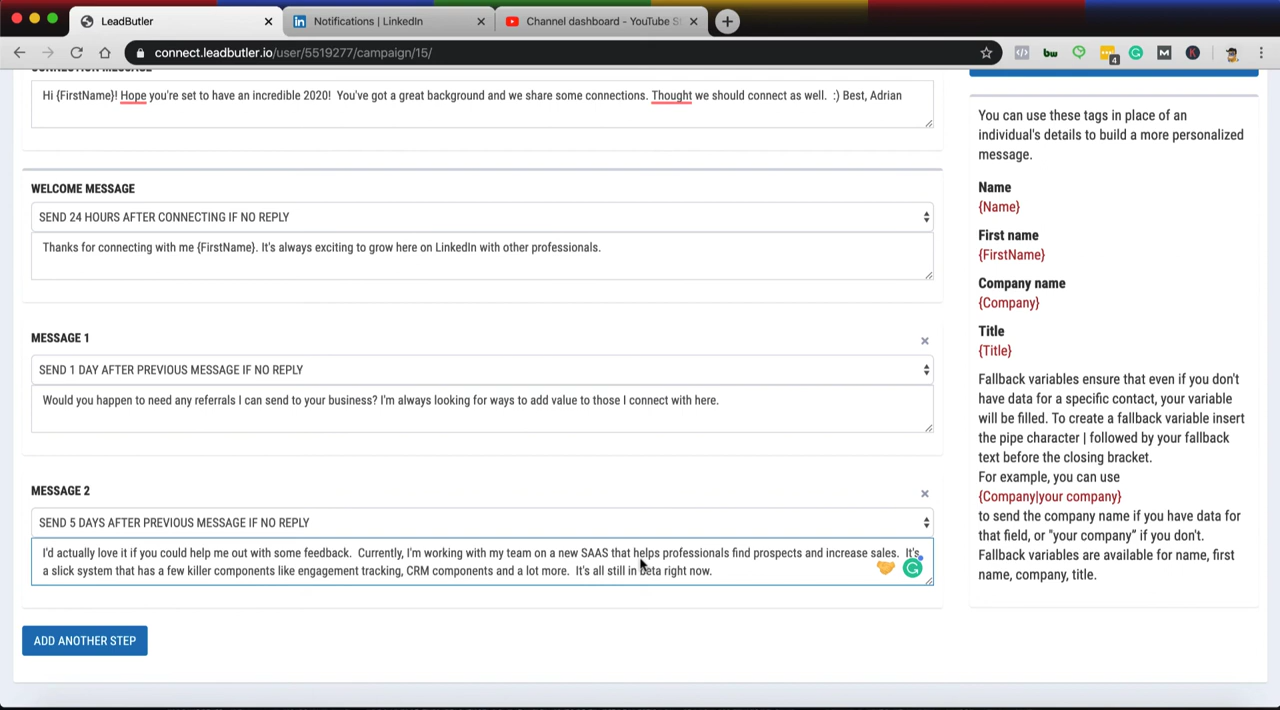 LeadButler
Notifications | LinkedIn
Channel dashboard - YouTube S
connect.leadbutler.io/user/5519277/campaign/15/
bw
4
M
K
Hi {FirstName}! Hope you're set to have an incredible 2020!  You've got a great background and we share some connections. Thought we should connect as well.  :) Best, Adrian
WELCOME MESSAGE
SEND 24 HOURS AFTER CONNECTING IF NO REPLY
Thanks for connecting with me {FirstName}. It's always exciting to grow here on LinkedIn with other professionals.
MESSAGE 1
SEND 1 DAY AFTER PREVIOUS MESSAGE IF NO REPLY
Would you happen to need any referrals I can send to your business? I'm always looking for ways to add value to those I connect with here.
MESSAGE 2
SEND 5 DAYS AFTER PREVIOUS MESSAGE IF NO REPLY
I'd actually love it if you could help me out with some feedback.  Currently, I'm working with my team on a new SAAS that helps professionals find prospects and increase sales.  It's
a slick system that has a few killer components like engagement tracking, CRM components and a lot more.  It's all still in beta right now.
ADD ANOTHER STEP
You can use these tags in place of an
individual's details to build a more personalized
message.
Name
{Name}
First name
{FirstName}
Company name
{Company}
Title
{Title}
Fallback variables ensure that even if you don't
have data for a specific contact, your variable
will be filled. To create a fallback variable insert
the pipe character | followed by your fallback
text before the closing bracket.
For example, you can use
{Company|your company}
to send the company name if you have data for
that field, or "your company” if you don't.
Fallback variables are available for name, first
name, company, title.